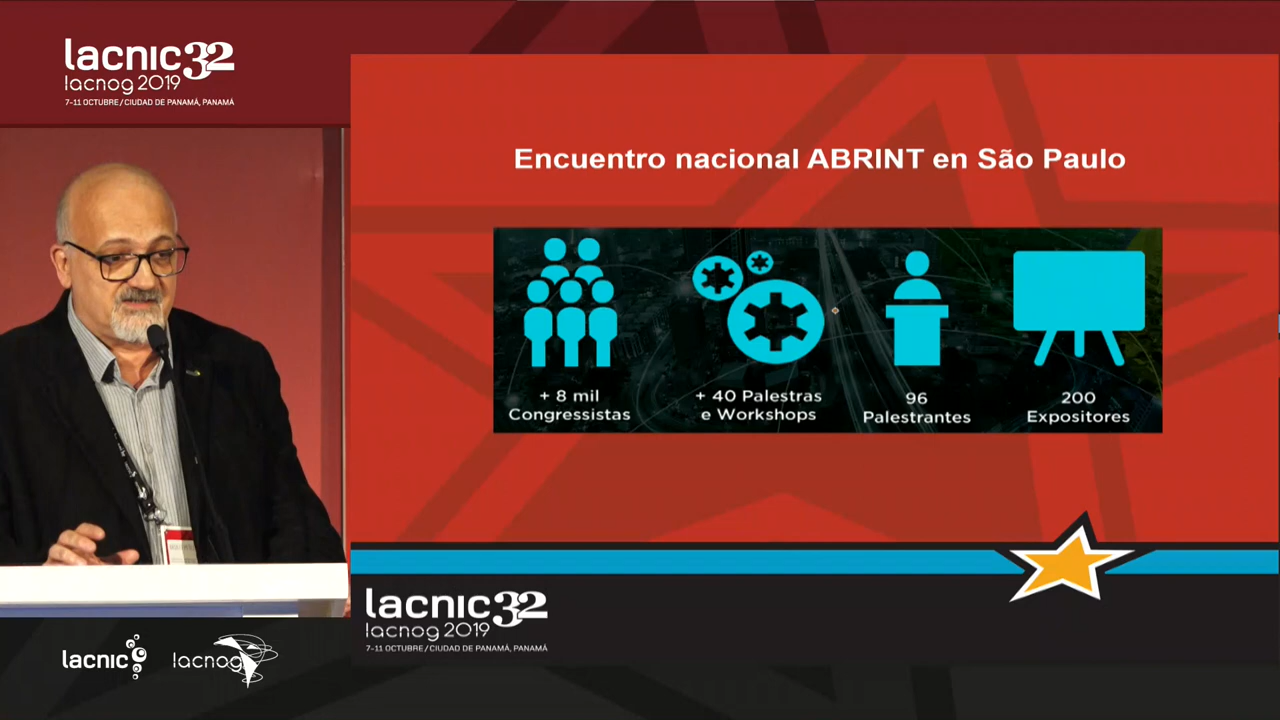 lacnic32
lacnog 2019
7-11 OCTUBRE / CIUDAD DE PANAMÁ, PANAMÁ
Encuentro nacional ABRINT en São Paulo
+ 8 mil
Congressistas
+ 40 Palestras
e Workshops
96
Palestrantes
200
Expositores
lacnic32
lacnog 2019
7-11 OCTUBRE / CIUDAD DE PANAMÁ, PANAMÁ
lacnic
lacnog